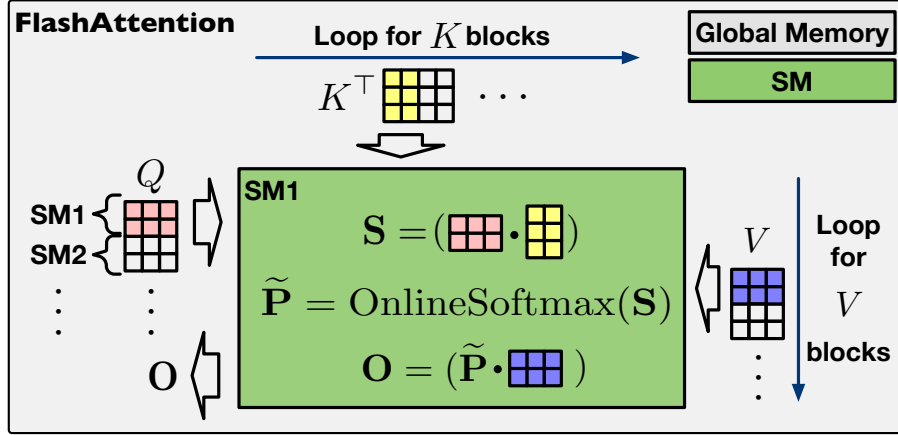 FlashAttention
Loop for K blocks
Global Memory
SM
K⊤ · · ·
SM1
Q
SM1
SM2
S = ( · )
P̃ = OnlineSoftmax(S)
O = (P̃ · )
O
V
Loop
for
V
blocks